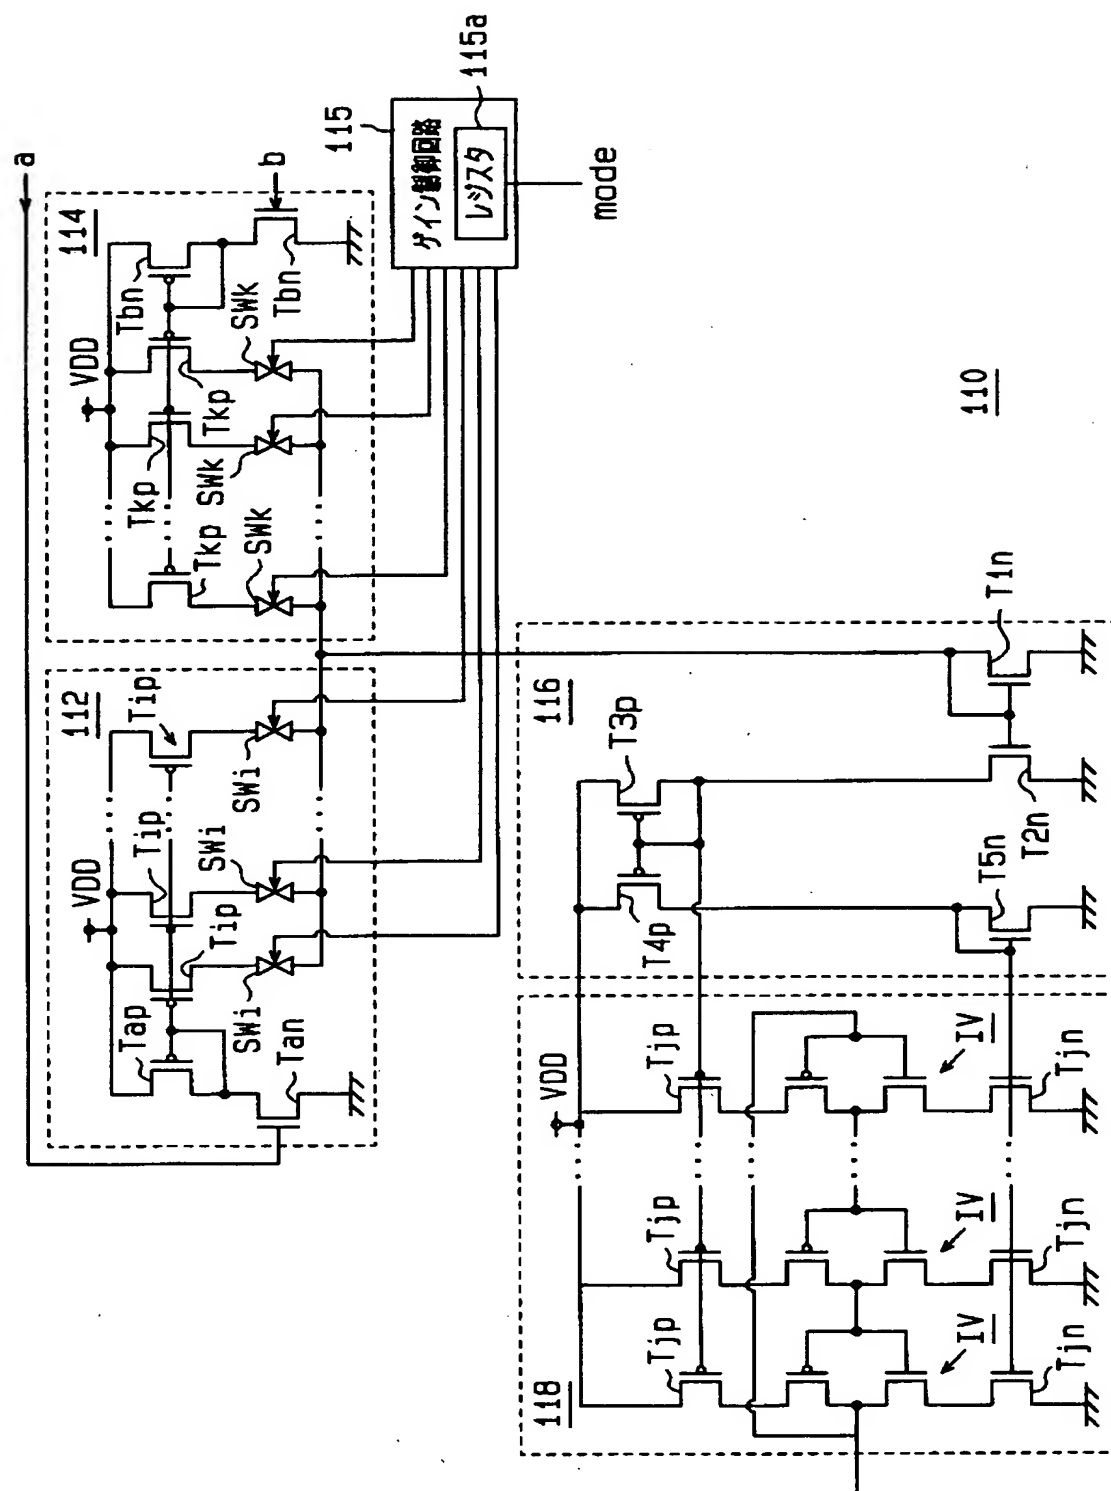 a
115a
115
ゲイン制御回路
レジスタ
mode
114
VDD
Tbn
b
Tbn
Tkp
Tkp
Tkp
SWk
SWk
SWk
112
VDD
Tip
Tip
Tip
Tap
Tan
SWi
SWi
SWi
110
116
T3p
T4p
T1n
T2n
T5n
118
VDD
Tjp
Tjp
Tjp
IV
IV
IV
Tjn
Tjn
Tjn